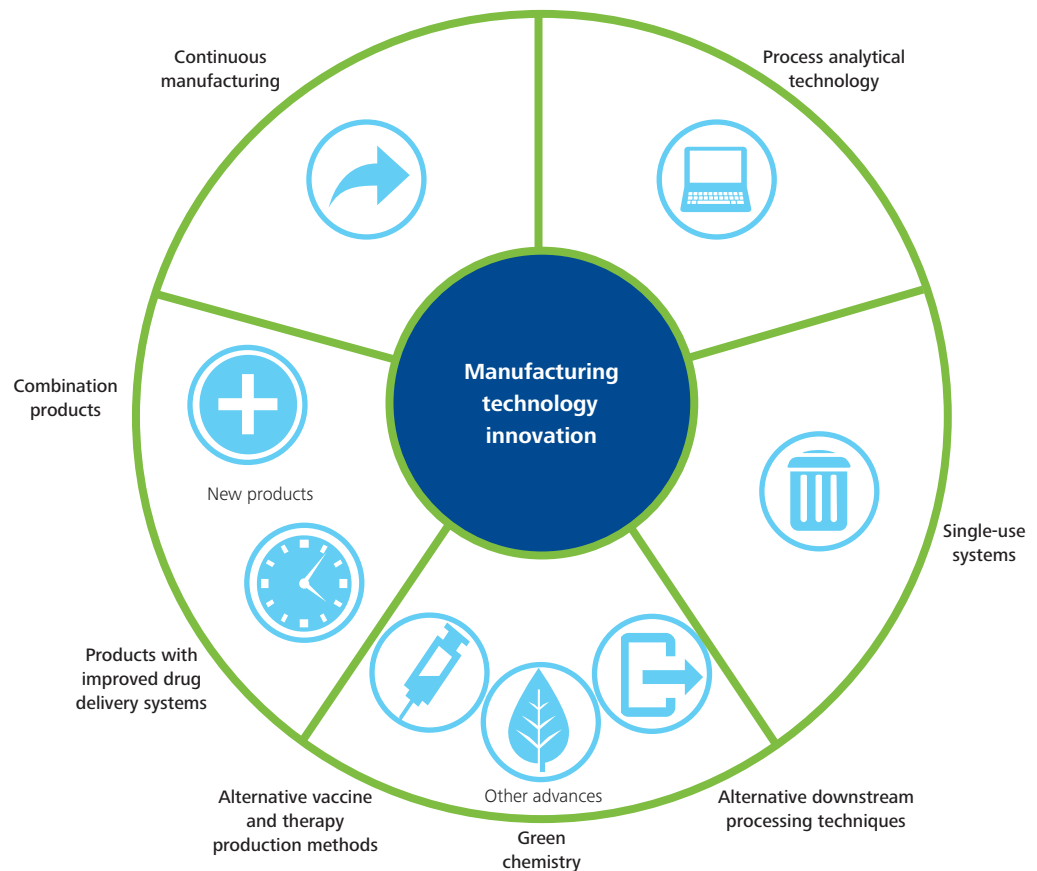 Continuous
manufacturing
Process analytical
technology
Manufacturing
technology
innovation
Combination
products
New products
Single-use
systems
Products with
improved drug
delivery systems
Alternative vaccine
and therapy
production methods
Other advances
Green
chemistry
Alternative downstream
processing techniques